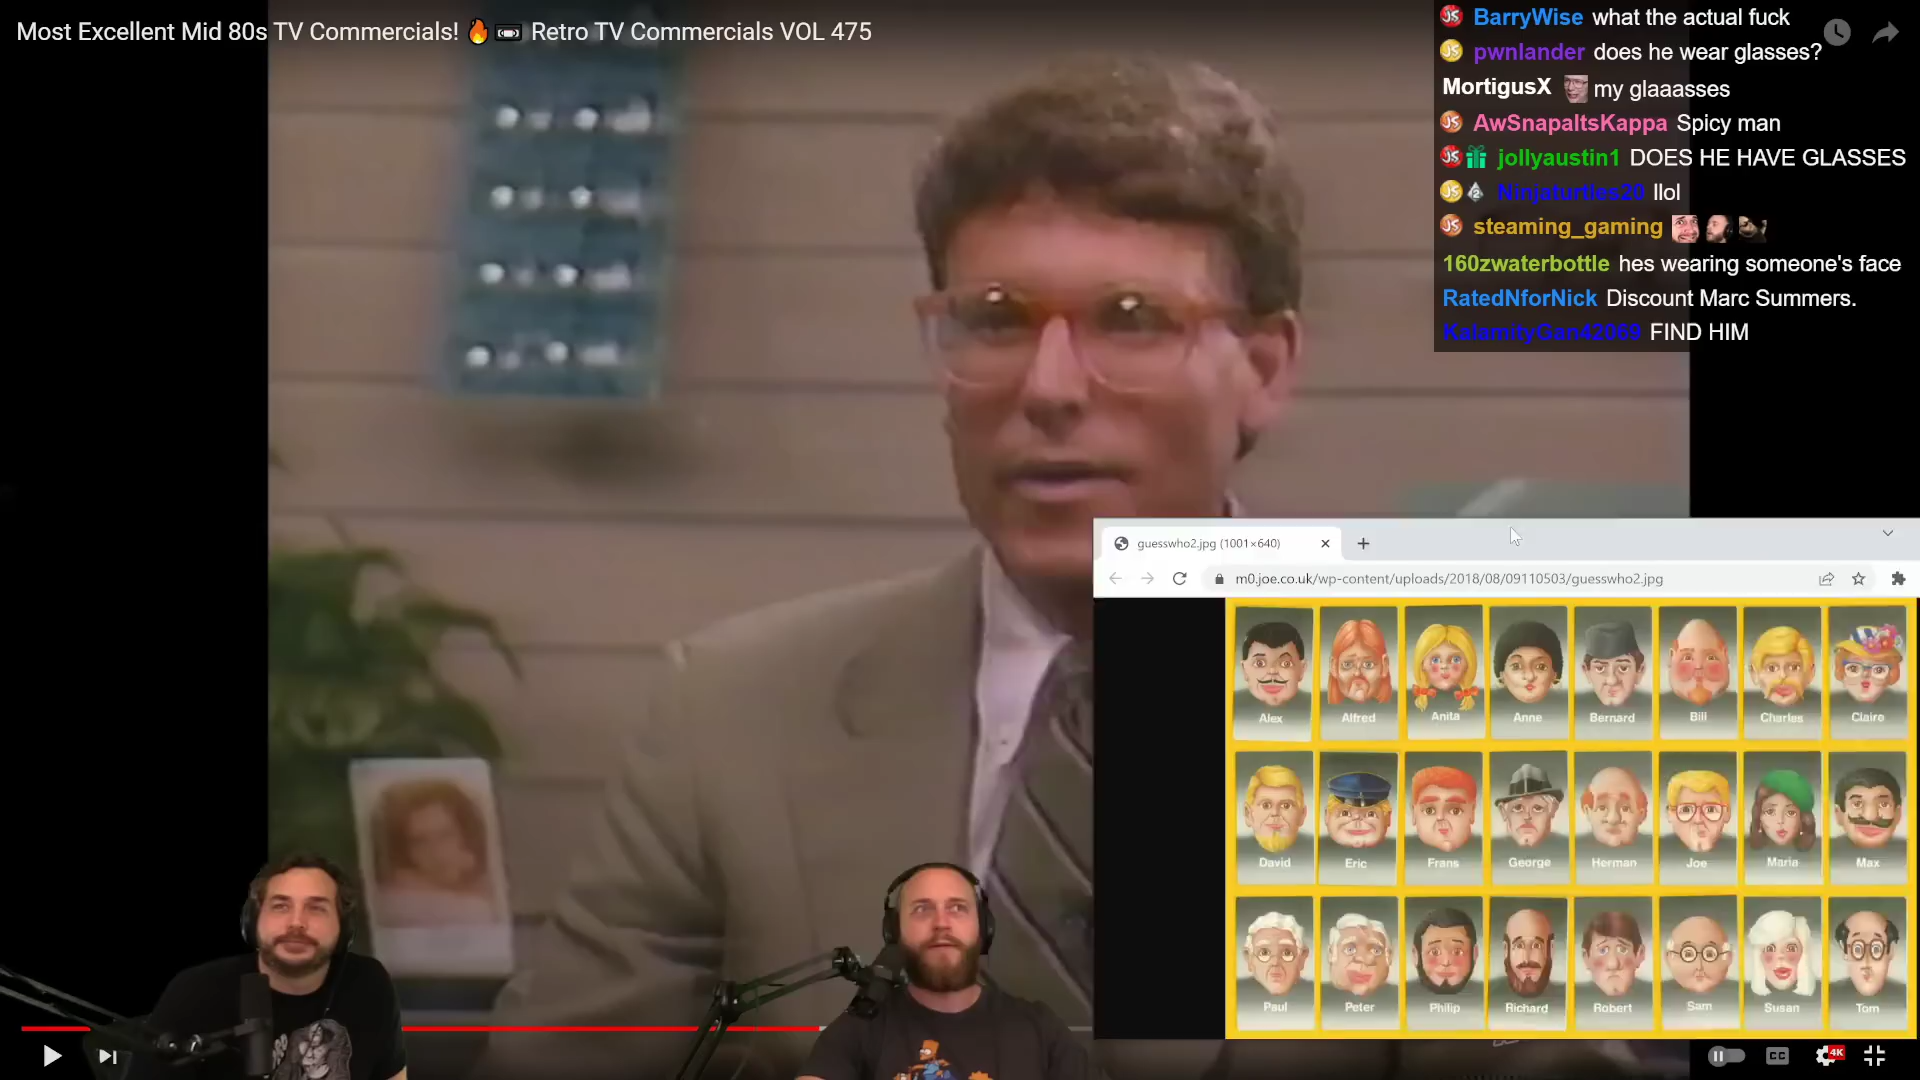 Most Excellent Mid 80s TV Commercials! 🔥📼 Retro TV Commercials VOL 475
BarryWise what the actual fuck
pwnlander does he wear glasses?
MortigusX my glaaasses
AwSnapaItsKappa Spicy man
jollyaustin1 DOES HE HAVE GLASSES
Ninjaturtles20 llol
steaming_gaming
160zwaterbottle hes wearing someone's face
RatedNforNick Discount Marc Summers.
KalamityGan42069 FIND HIM
guesswho2.jpg (1001×640)
m0.joe.co.uk/wp-content/uploads/2018/08/09110503/guesswho2.jpg
Alex Alfred Anita Anne Bernard Bill Charles Claire
David Eric Frans George Herman Joe Maria Max
Paul Peter Philip Richard Robert Sam Susan Tom
CC 4K